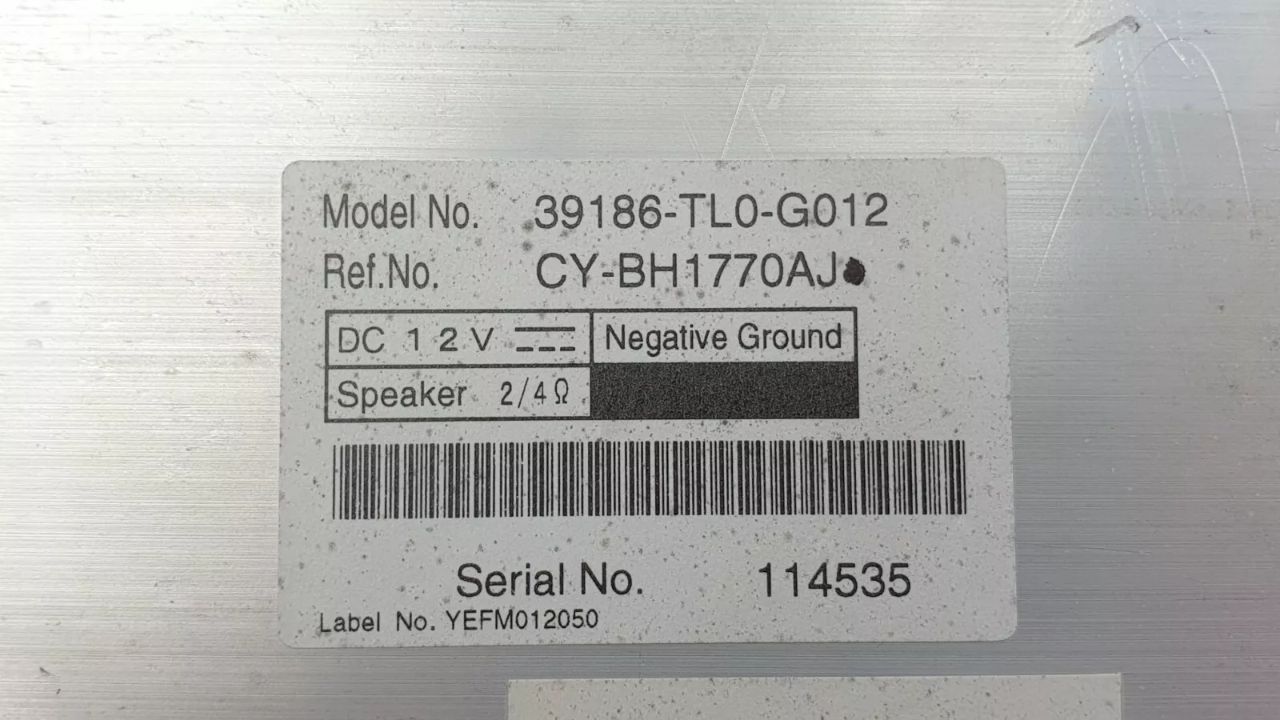 Model No. 39186-TL0-G012
Ref.No. CY-BH1770AJ
DC 12V Negative Ground
Speaker 2/4Ω
Serial No. 114535
Label No. YEFM012050